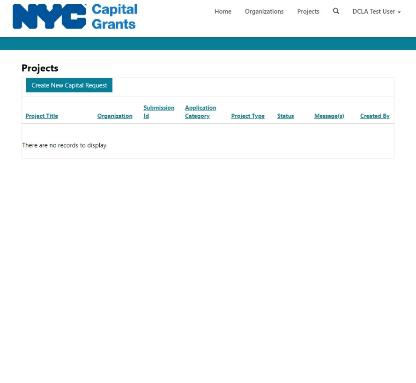 NYC Capital Grants
Home Organizations Projects DCLA Test User
Projects
Create New Capital Request
Project Title Organization Submission Id Application Category Project Type Status Message(s) Created By
There are no records to display.